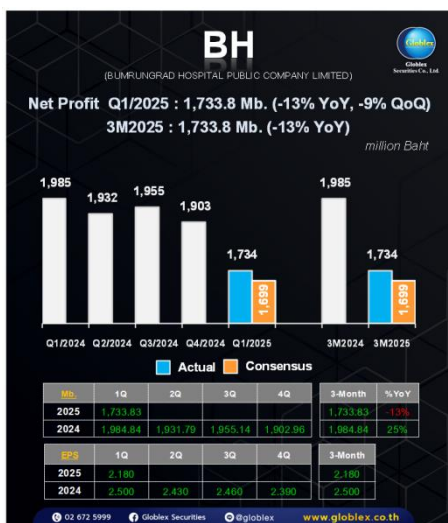 BH
Globlex
Globlex
Securities Co., Ltd.
(BUMRUNGRAD HOSPITAL PUBLIC COMPANY LIMITED)
Net Profit Q1/2025 : 1,733.8 Mb. (-13% YoY, -9% QoQ)
3M2025 : 1,733.8 Mb. (-13% YoY)
million Baht
1,985 1,932 1,955 1,903 1,734 1,699 1,985 1,734 1,699
Q1/2024 Q2/2024 Q3/2024 Q4/2024 Q1/2025 3M2024 3M2025
Actual Consensus
Mb. 1Q 2Q 3Q 4Q 3-Month %YoY
2025 1,733.83 1,733.83 -13%
2024 1,984.84 1,931.79 1,955.14 1,902.96 1,984.84 25%
EPS 1Q 2Q 3Q 4Q 3-Month
2025 2.180 2.180
2024 2.500 2.430 2.460 2.390 2.500
02 672 5999 Globlex Securities @globlex www.globlex.co.th